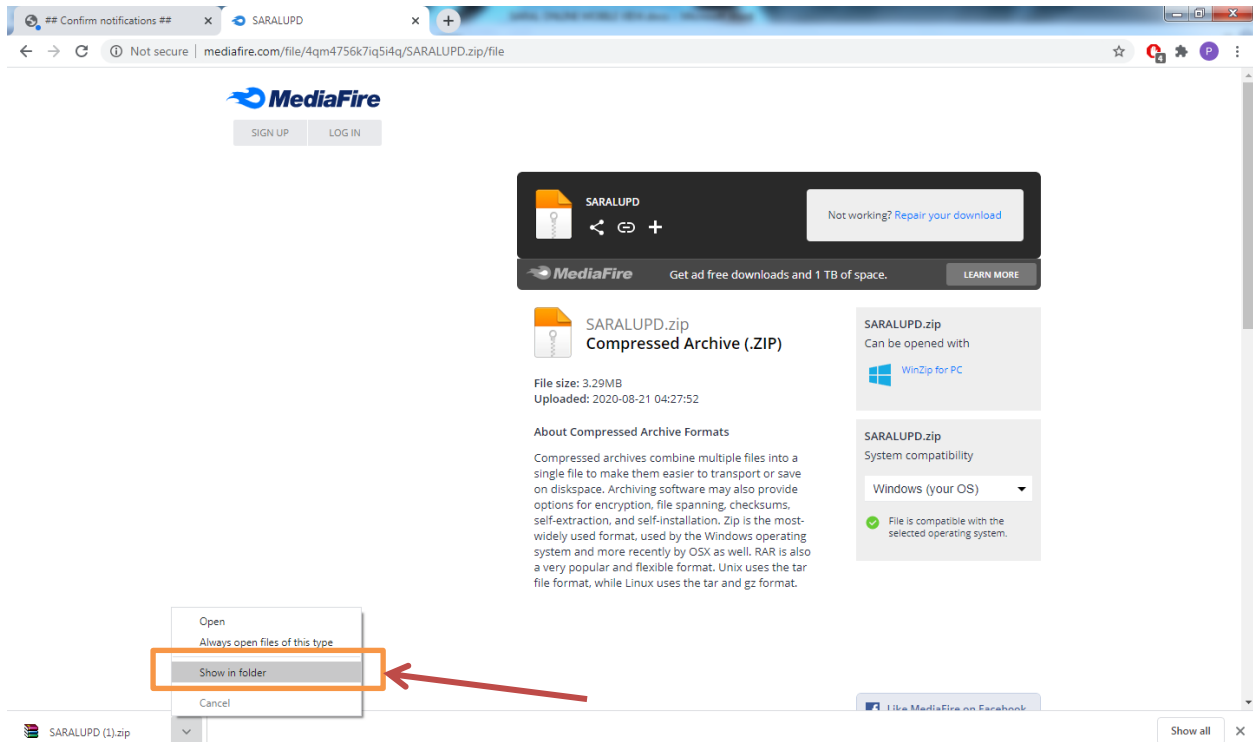 ## Confirm notifications ##
SARALUPD
Not secure | mediafire.com/file/4qm4756k7iq5i4q/SARALUPD.zip/file
4
P
MediaFire
SIGN UP
LOG IN
SARALUPD
Not working? Repair your download
MediaFire
Get ad free downloads and 1 TB of space.
LEARN MORE
SARALUPD.zip
Compressed Archive (.ZIP)
File size: 3.29MB
Uploaded: 2020-08-21 04:27:52
About Compressed Archive Formats
Compressed archives combine multiple files into a
single file to make them easier to transport or save
on diskspace. Archiving software may also provide
options for encryption, file spanning, checksums,
self-extraction, and self-installation. Zip is the most-
widely used format, used by the Windows operating
system and more recently by OSX as well. RAR is also
a very popular and flexible format. Unix uses the tar
file format, while Linux uses the tar and gz format.
SARALUPD.zip
Can be opened with
WinZip for PC
SARALUPD.zip
System compatibility
Windows (your OS)
File is compatible with the
selected operating system.
Like MediaFire on Facebook
Open
Always open files of this type
Show in folder
Cancel
SARALUPD (1).zip
Show all